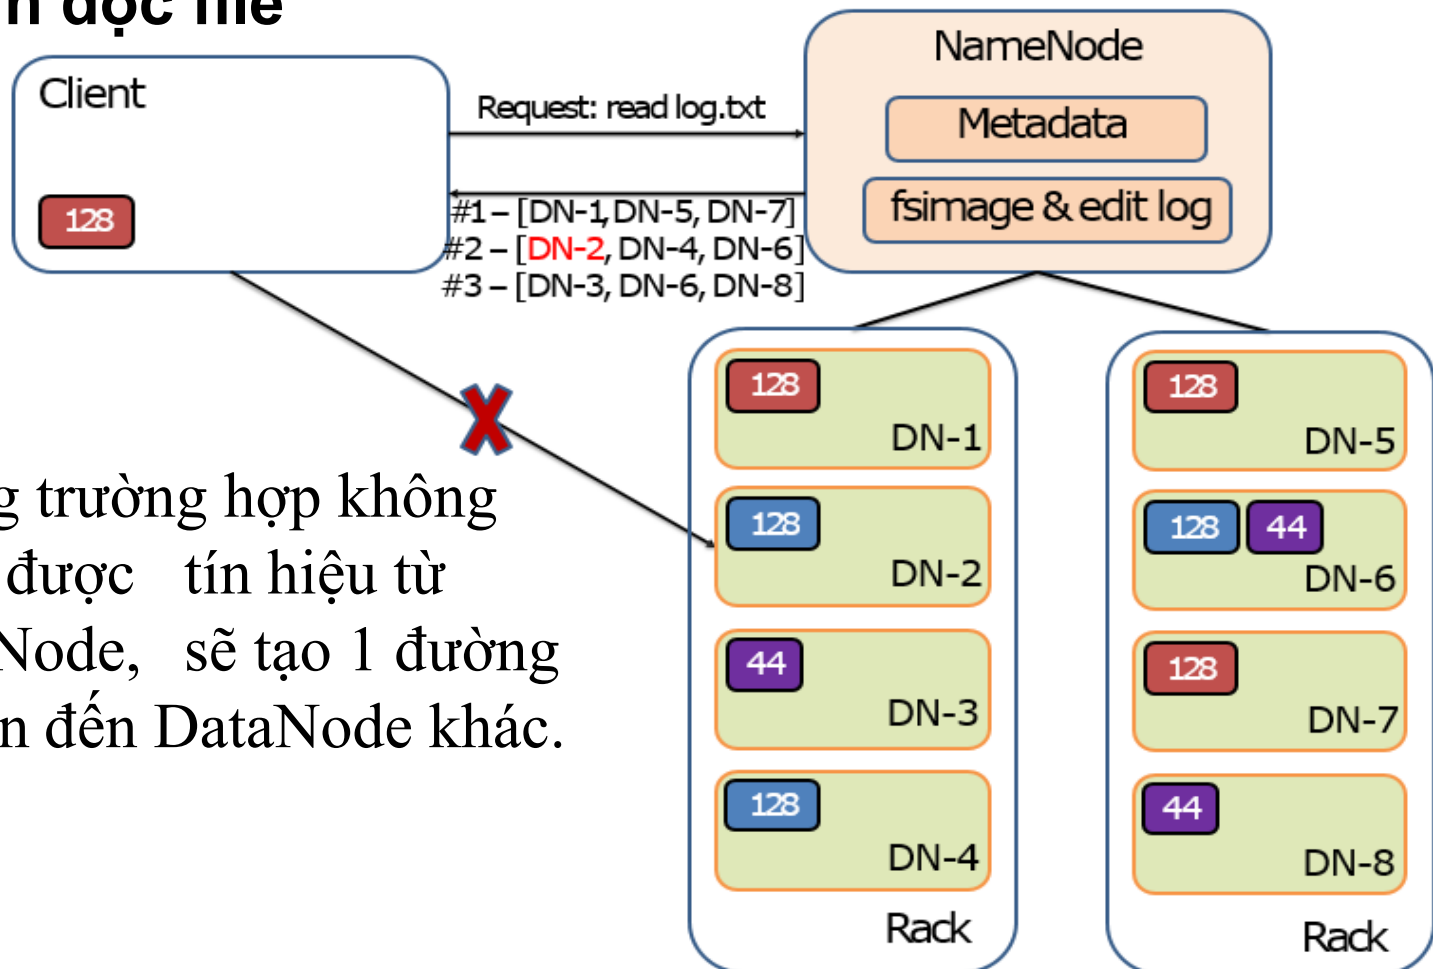 đọc file
Client
128
Request: read log.txt
#1 – [DN-1, DN-5, DN-7]
#2 – [DN-2, DN-4, DN-6]
#3 – [DN-3, DN-6, DN-8]
NameNode
Metadata
fsimage & edit log
trường hợp không
được tín hiệu từ
Node, sẽ tạo 1 đường
đến DataNode khác.
128
DN-1
128
DN-2
44
DN-3
128
DN-4
Rack
128
DN-5
128 44
DN-6
128
DN-7
44
DN-8
Rack